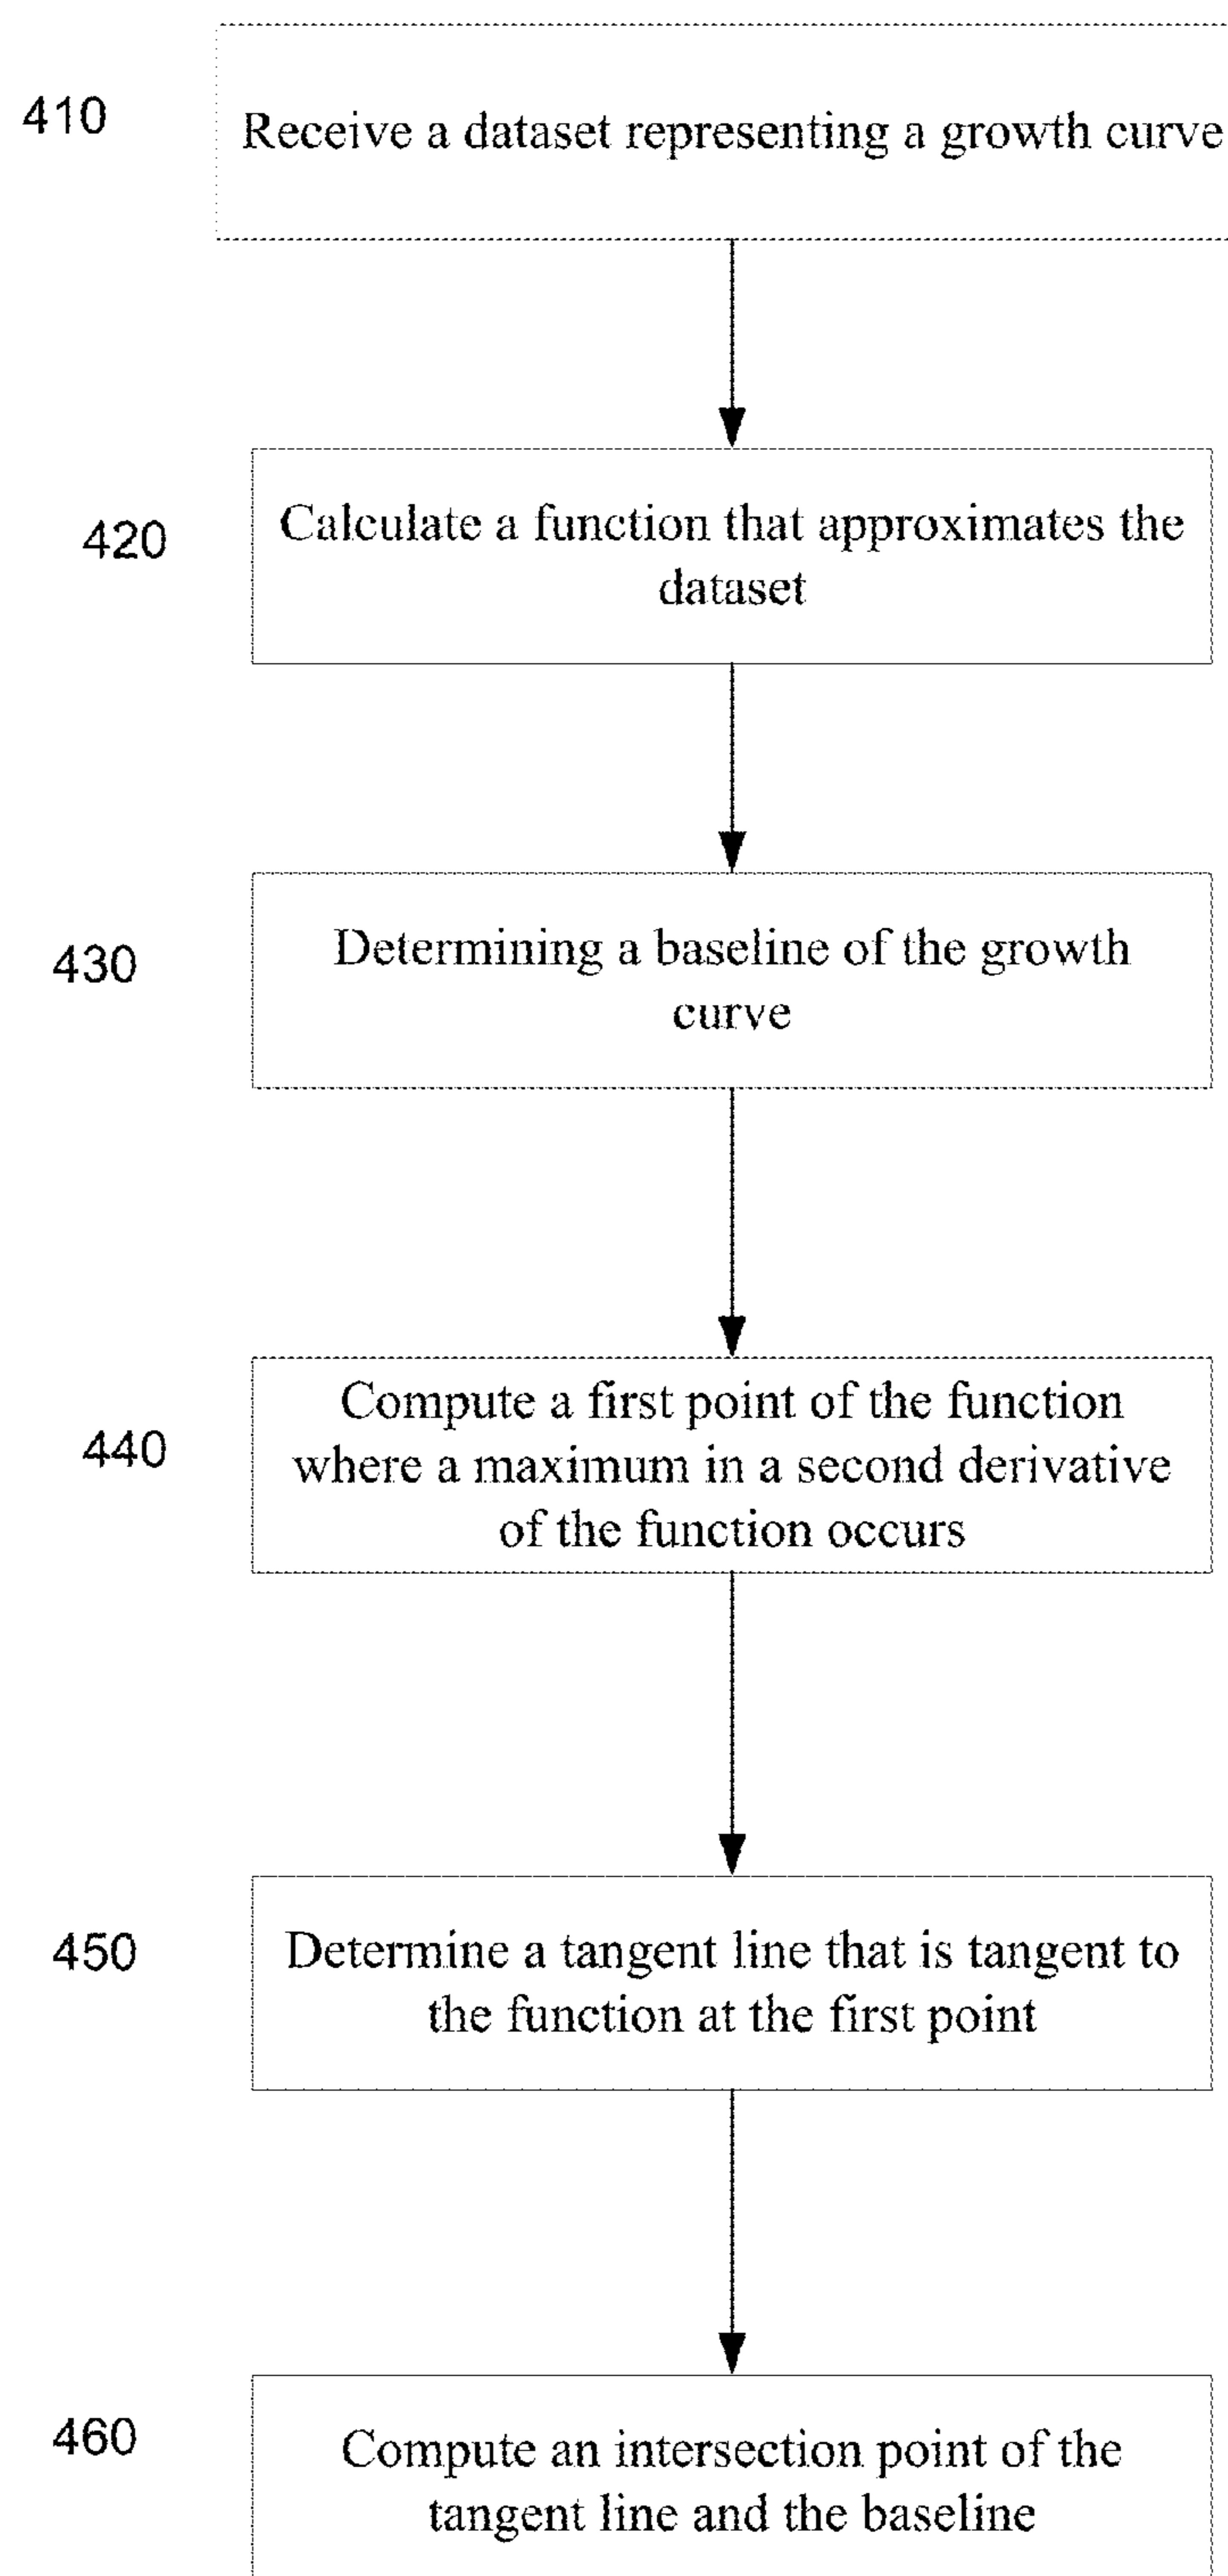 410
Receive a dataset representing a growth curve
420
Calculate a function that approximates the
dataset
430
Determining a baseline of the growth
curve
440
Compute a first point of the function
where a maximum in a second derivative
of the function occurs
450
Determine a tangent line that is tangent to
the function at the first point
460
Compute an intersection point of the
tangent line and the baseline